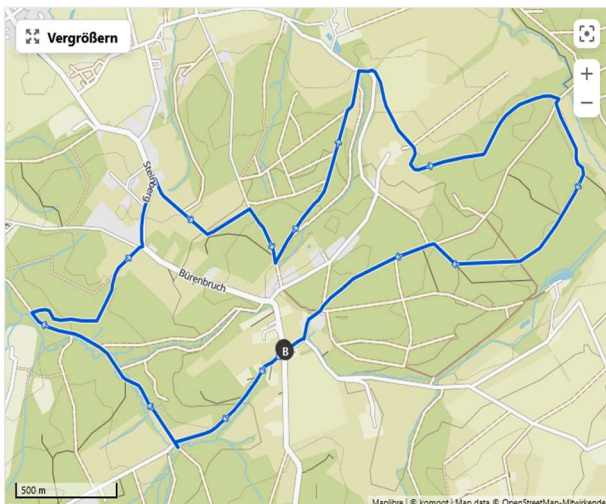 Vergrößern
+
−
Steinberg
Bürenbruch
B
500 m
Maplibre | © komoot | Map data © OpenStreetMap-Mitwirkende